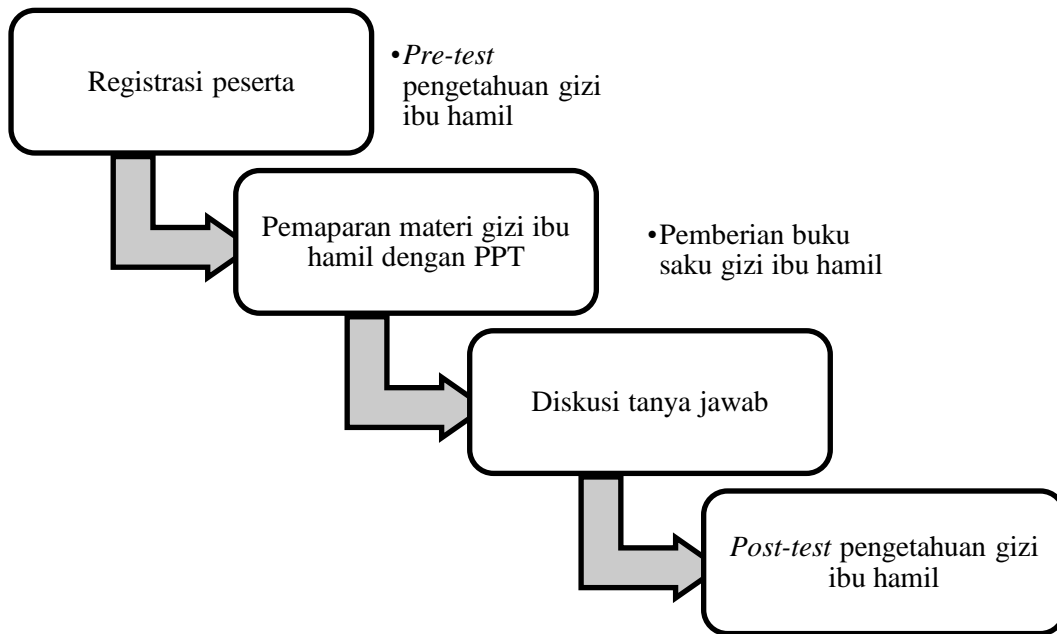 Registrasi peserta
•Pre-test
pengetahuan gizi
ibu hamil
Pemaparan materi gizi ibu
hamil dengan PPT
•Pemberian buku
saku gizi ibu hamil
Diskusi tanya jawab
Post-test pengetahuan gizi
ibu hamil